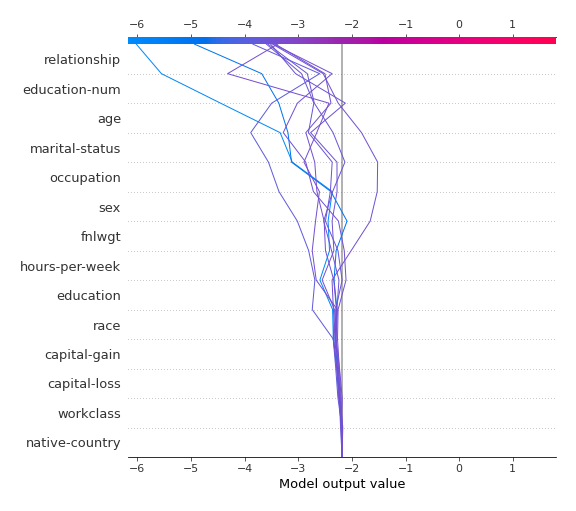 −6 −5 −4 −3 −2 −1 0 1
relationship
education-num
age
marital-status
occupation
sex
fnlwgt
hours-per-week
education
race
capital-gain
capital-loss
workclass
native-country
−6 −5 −4 −3 −2 −1 0 1
Model output value